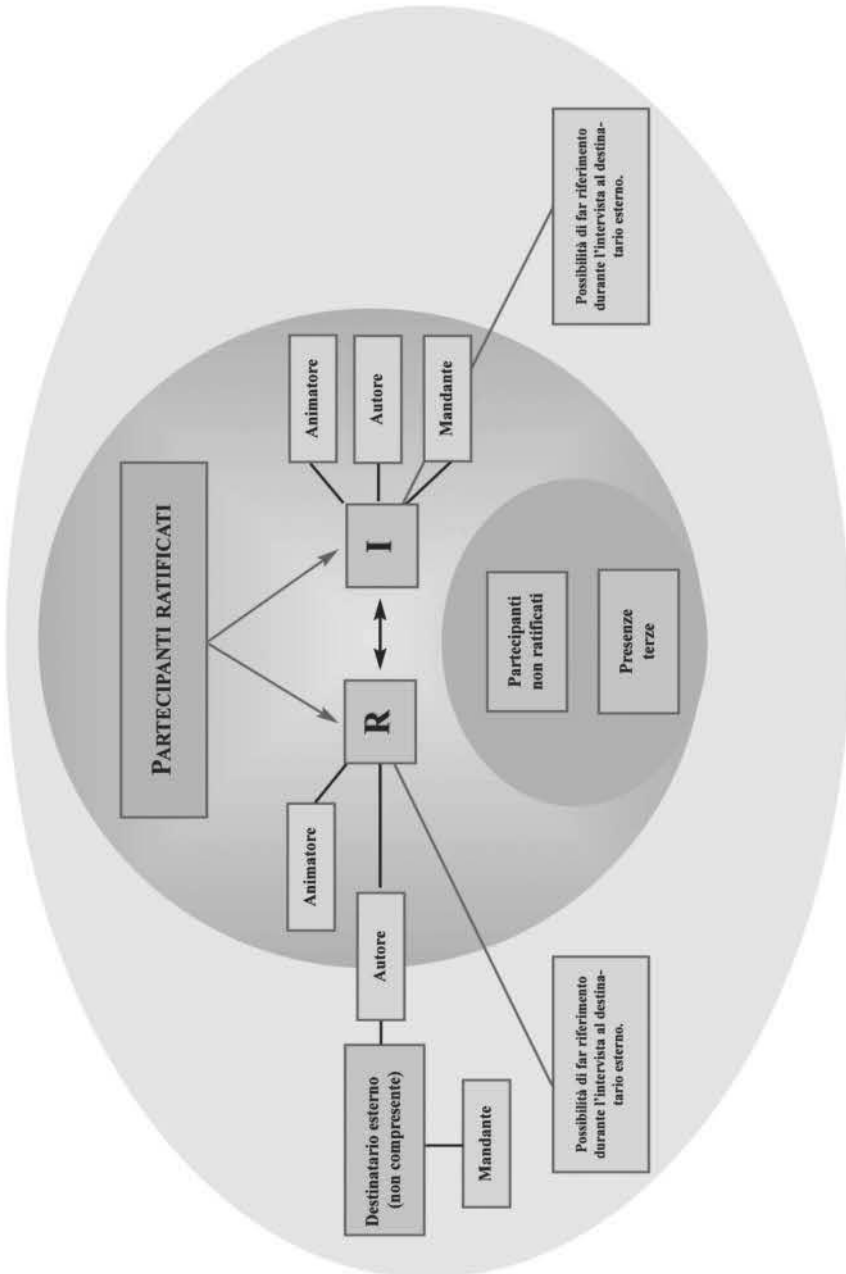 PARTECIPANTI RATIFICATI
Animatore
R
I
Animatore
Autore
Mandante
Autore
Destinatario esterno
(non compresente)
Mandante
Partecipanti
non ratificati
Presenze
terze
Possibilità di far riferimento
durante l'intervista al destina-
tario esterno.
Possibilità di far riferimento
durante l'intervista al destina-
tario esterno.